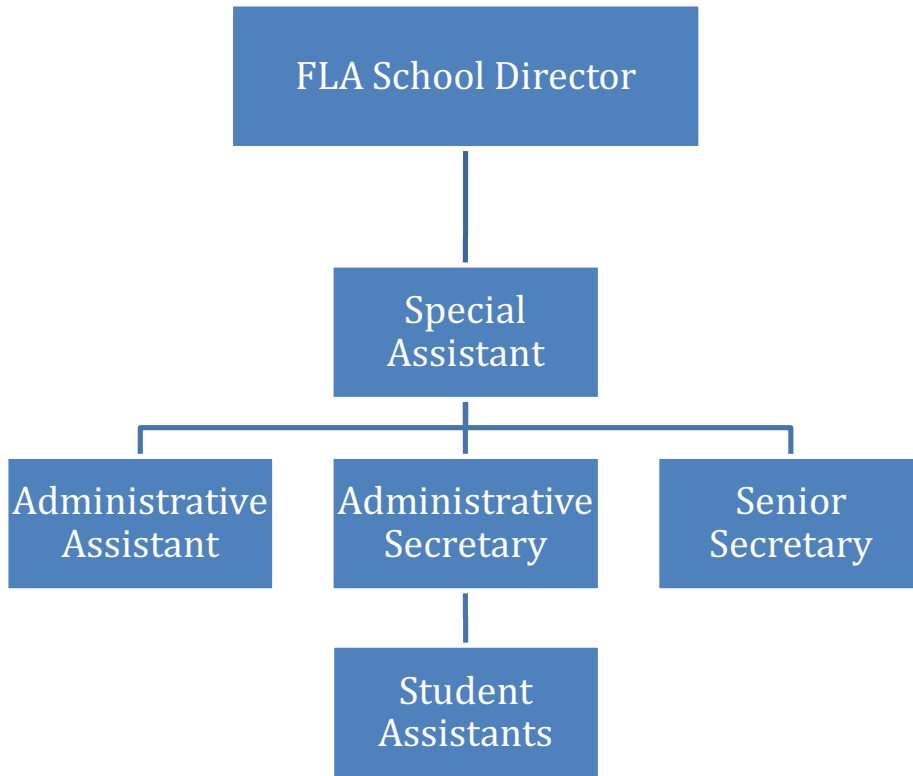 FLA School Director
Special
Assistant
Administrative
Assistant
Administrative
Secretary
Senior
Secretary
Student
Assistants